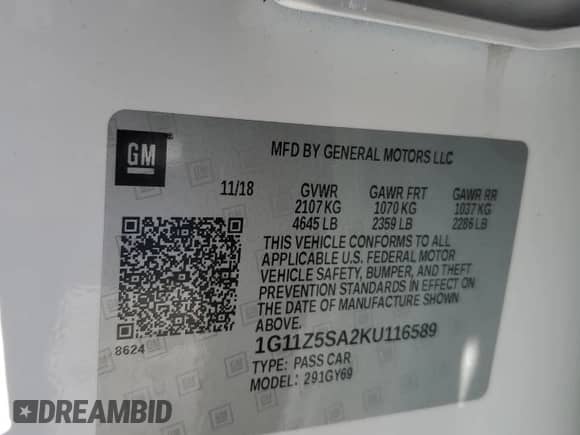 GM
MFD BY GENERAL MOTORS LLC
11/18 GVWR GAWR FRT GAWR RR
2107 KG 1070 KG 1037 KG
4645 LB 2359 LB 2286 LB
THIS VEHICLE CONFORMS TO ALL
APPLICABLE U.S. FEDERAL MOTOR
VEHICLE SAFETY, BUMPER, AND THEFT
PREVENTION STANDARDS IN EFFECT ON
THE DATE OF MANUFACTURE SHOWN
ABOVE.
8624
1G11Z5SA2KU116589
TYPE: PASS CAR
MODEL: 291GY69
DREAMBID